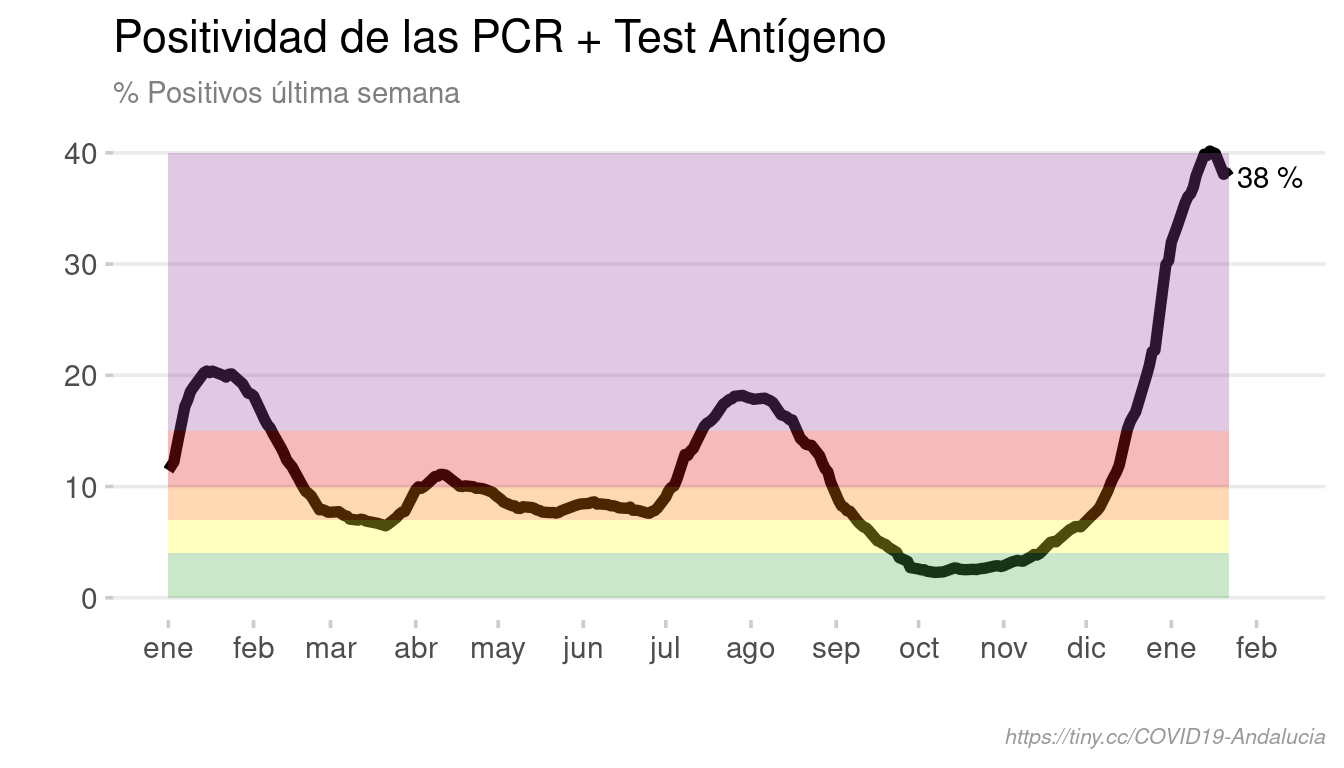 Positividad de las PCR + Test Antígeno
% Positivos última semana
40
38 %
30
20
10
0
ene feb mar abr may jun jul ago sep oct nov dic ene feb
https://tiny.cc/COVID19-Andalucia